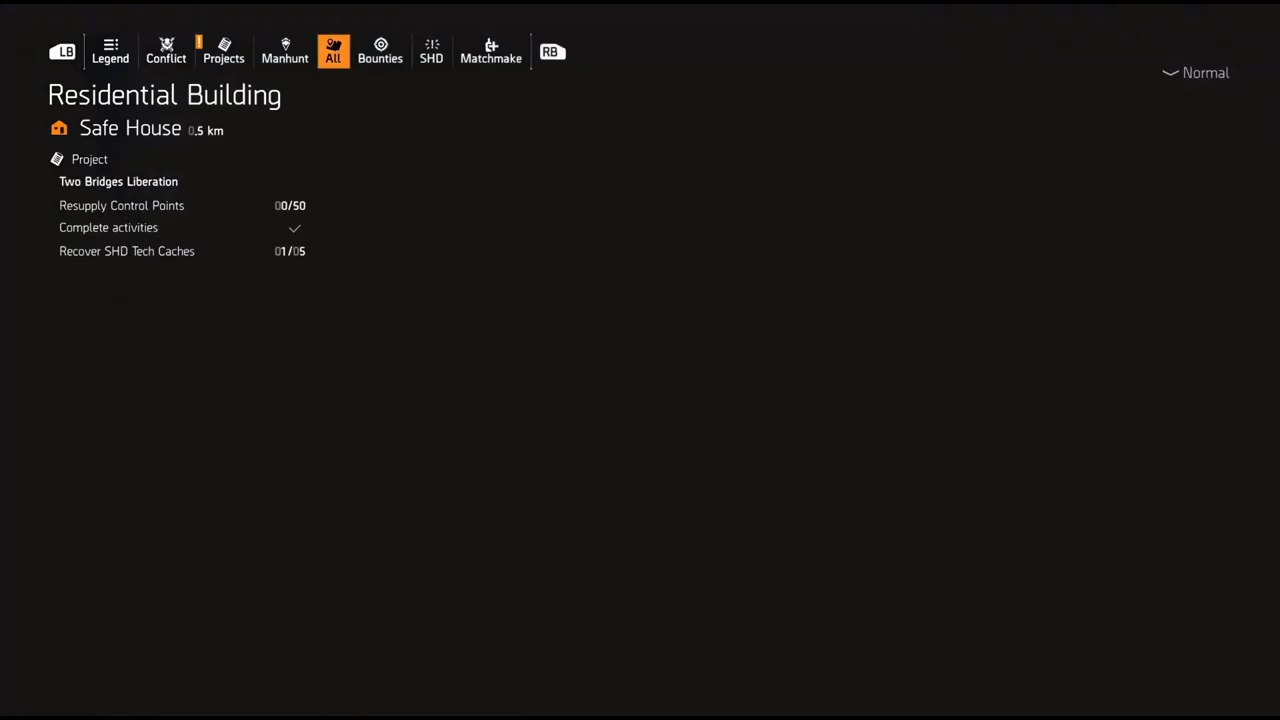 LB Legend Conflict Projects Manhunt All Bounties SHD Matchmake RB
Normal
Residential Building
Safe House 0.5 km
Project
Two Bridges Liberation
Resupply Control Points 00/50
Complete activities
Recover SHD Tech Caches 01/05